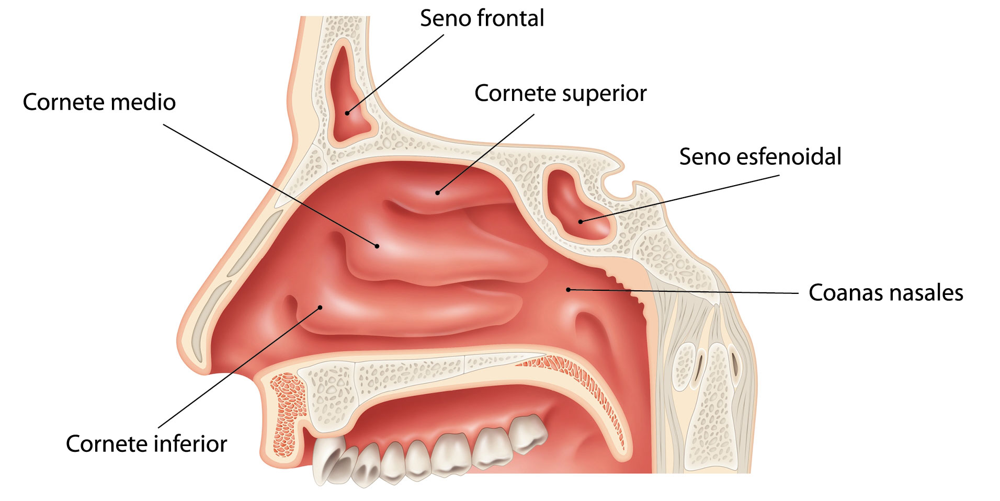 Seno frontal
Cornete superior
Cornete medio
Seno esfenoidal
Coanas nasales
Cornete inferior